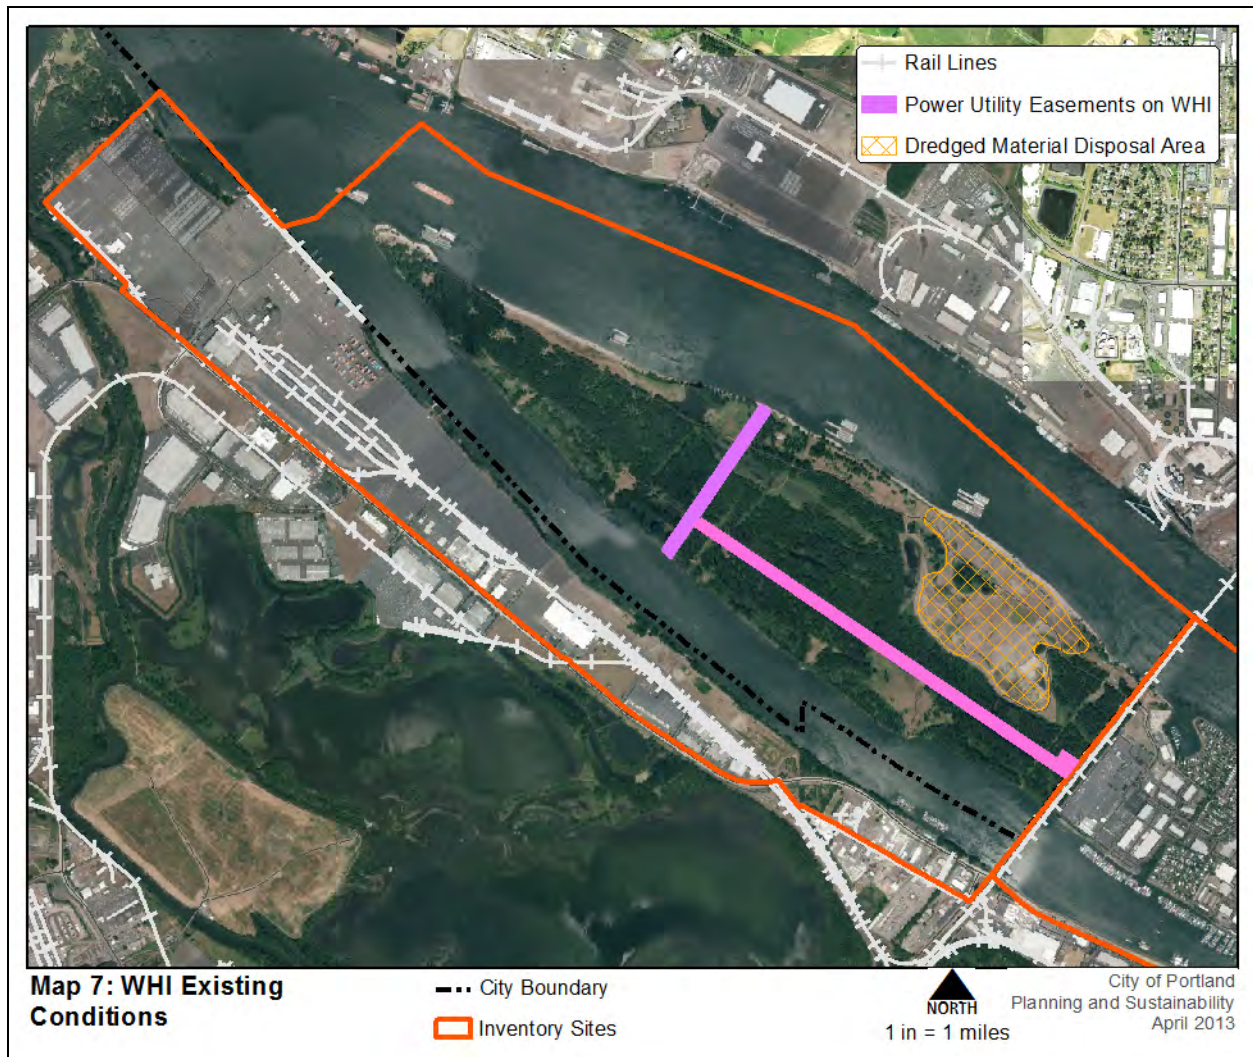 Rail Lines
Power Utility Easements on WHI
Dredged Material Disposal Area
Map 7: WHI Existing
Conditions
City Boundary
Inventory Sites
NORTH
1 in = 1 miles
City of Portland
Planning and Sustainability
April 2013